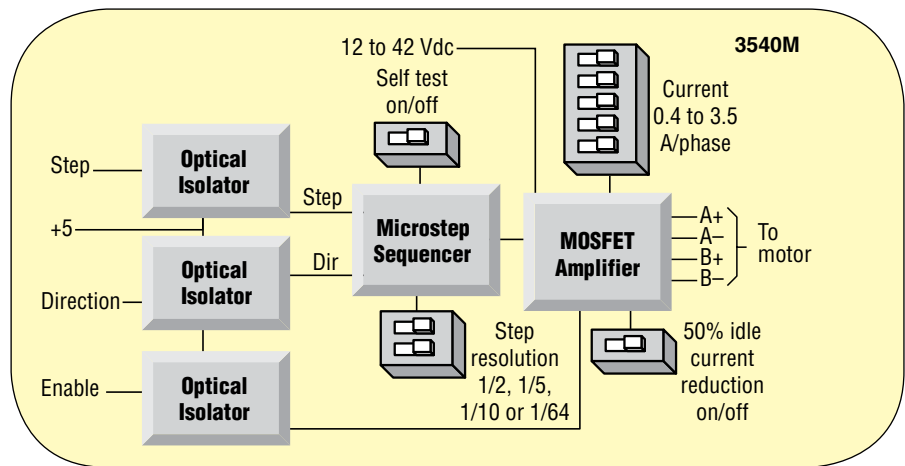 3540M
12 to 42 Vdc
Self test
on/off
Current
0.4 to 3.5
A/phase
Step
Optical
Isolator
Step
+5
Microstep
Sequencer
MOSFET
Amplifier
A+
A–
B+
B–
To
motor
Direction
Optical
Isolator
Dir
Enable
Optical
Isolator
Step
resolution
1/2, 1/5,
1/10 or 1/64
50% idle
current
reduction
on/off